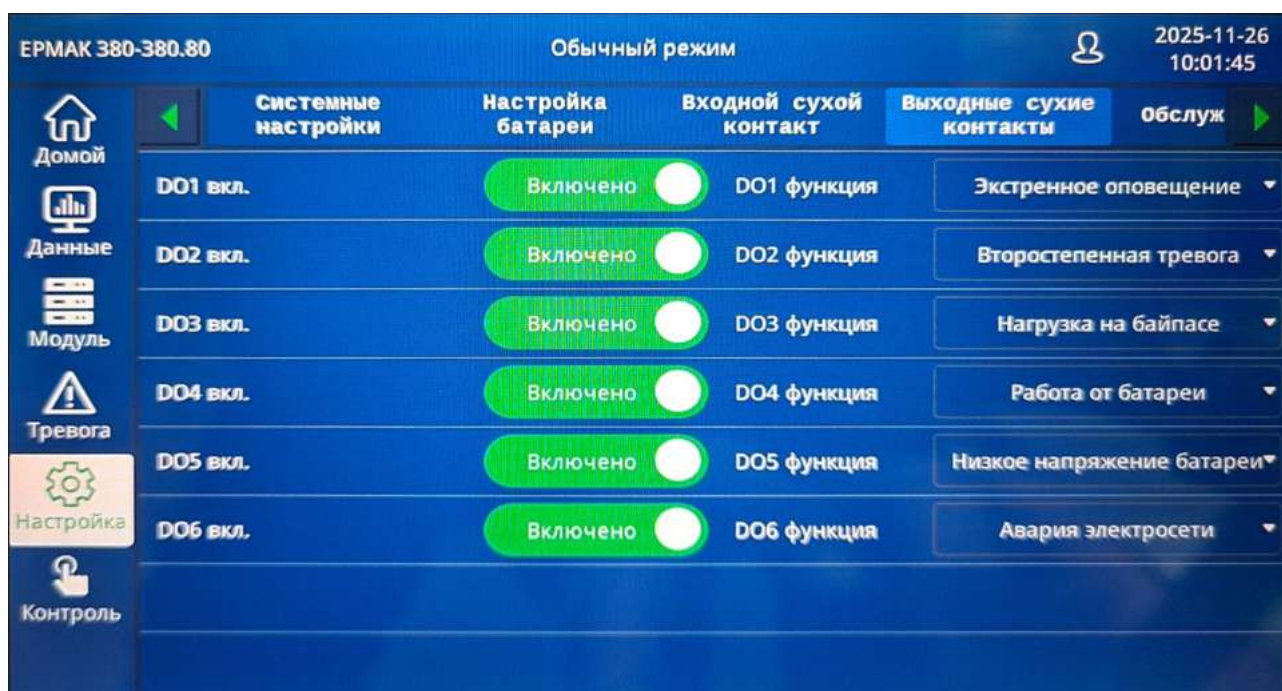 ЕРМАК 380-380.80
Обычный режим
2025-11-26
10:01:45
Системные
настройки
Настройка
батареи
Входной сухой
контакт
Выходные сухие
контакты
Обслуж
Домой
Данные
Модуль
Тревога
Настройка
Контроль
DO1 вкл. Включено DO1 функция Экстренное оповещение
DO2 вкл. Включено DO2 функция Второстепенная тревога
DO3 вкл. Включено DO3 функция Нагрузка на байпасе
DO4 вкл. Включено DO4 функция Работа от батареи
DO5 вкл. Включено DO5 функция Низкое напряжение батареи
DO6 вкл. Включено DO6 функция Авария электросети